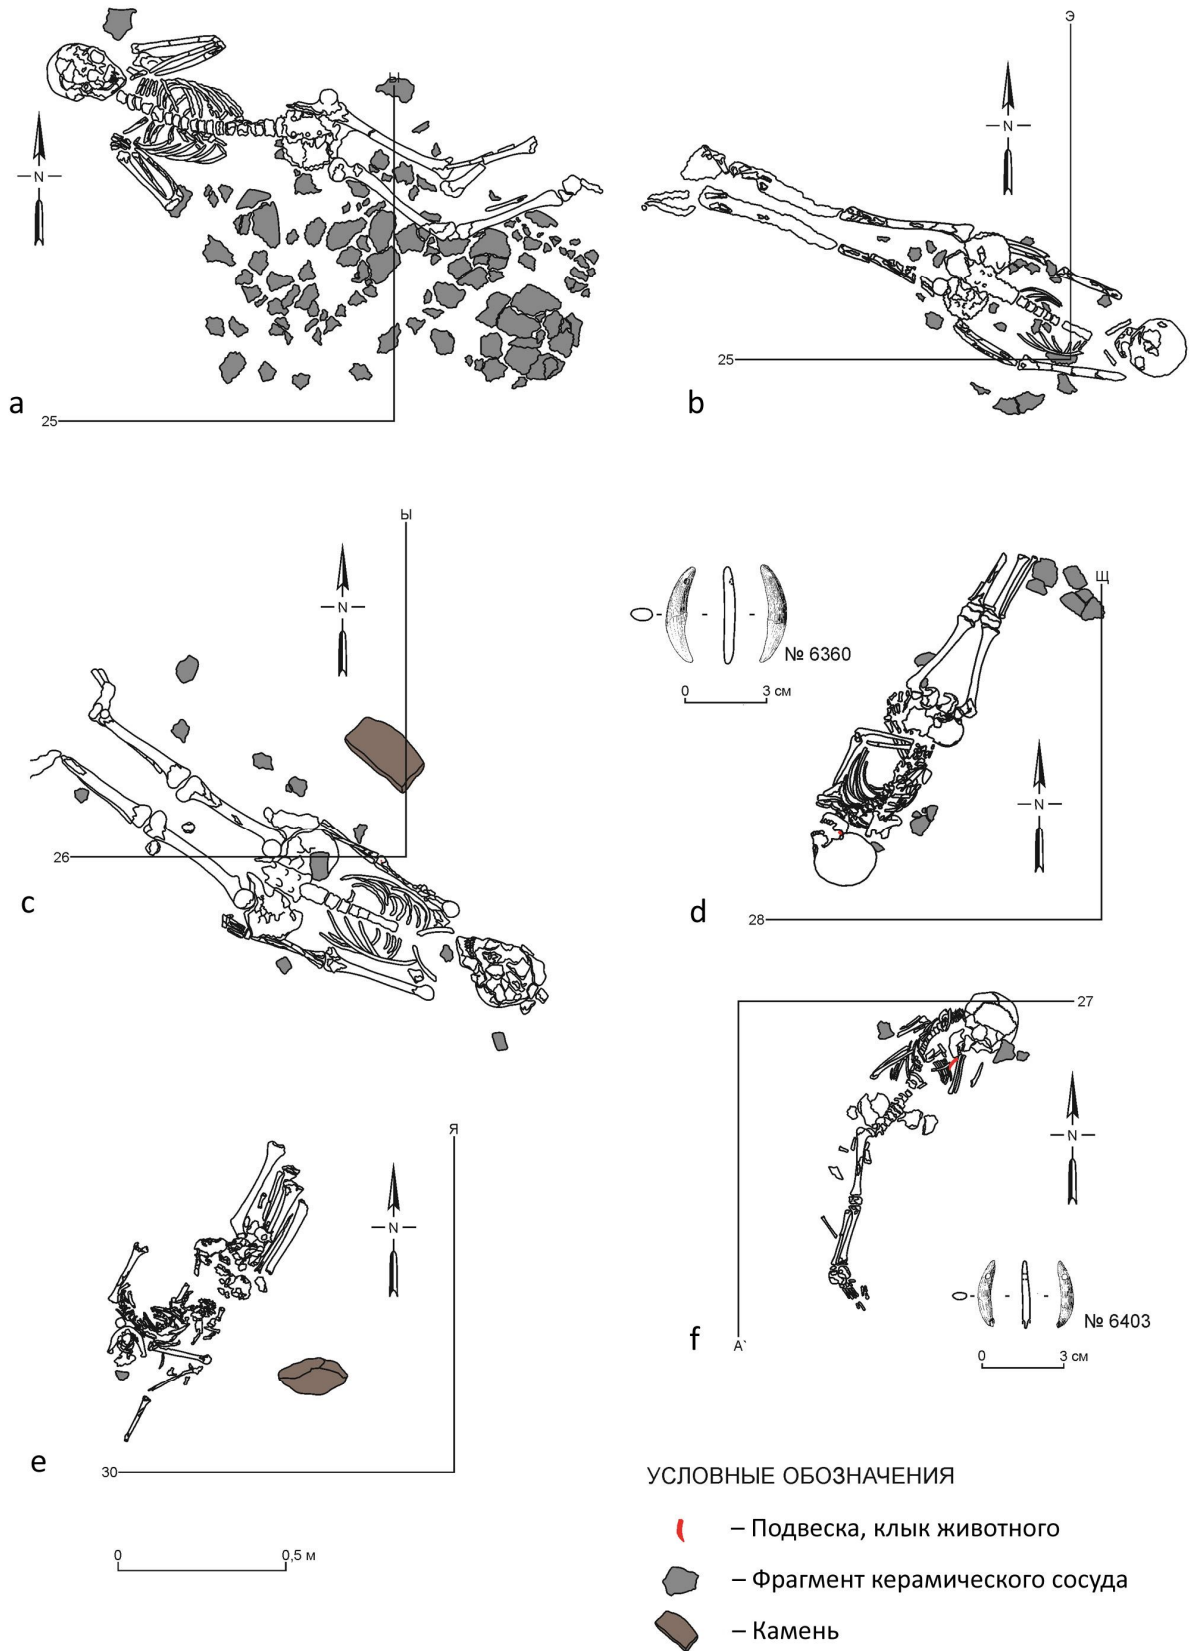 Ы
N
25
a
Э
N
25
b
Ы
N
26
c
№ 6360
0 3 см
Щ
N
28
d
27
N
№ 6403
0 3 см
А`
f
Я
N
30
e
0 0,5 м
УСЛОВНЫЕ ОБОЗНАЧЕНИЯ
– Подвеска, клык животного
– Фрагмент керамического сосуда
– Камень